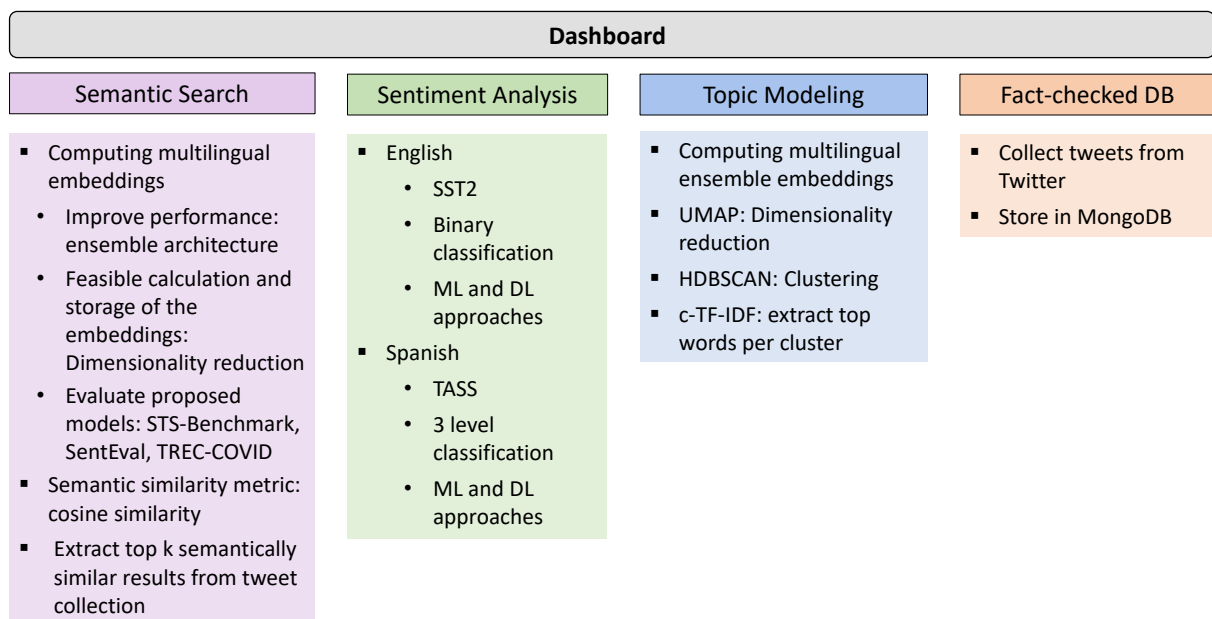 Dashboard
Semantic Search
▪ Computing multilingual
embeddings
• Improve performance:
ensemble architecture
• Feasible calculation and
storage of the
embeddings:
Dimensionality reduction
• Evaluate proposed
models: STS-Benchmark,
SentEval, TREC-COVID
▪ Semantic similarity metric:
cosine similarity
▪ Extract top k semantically
similar results from tweet
collection
Sentiment Analysis
▪ English
• SST2
• Binary
classification
• ML and DL
approaches
▪ Spanish
• TASS
• 3 level
classification
• ML and DL
approaches
Topic Modeling
▪ Computing multilingual
ensemble embeddings
▪ UMAP: Dimensionality
reduction
▪ HDBSCAN: Clustering
▪ c-TF-IDF: extract top
words per cluster
Fact-checked DB
▪ Collect tweets from
Twitter
▪ Store in MongoDB